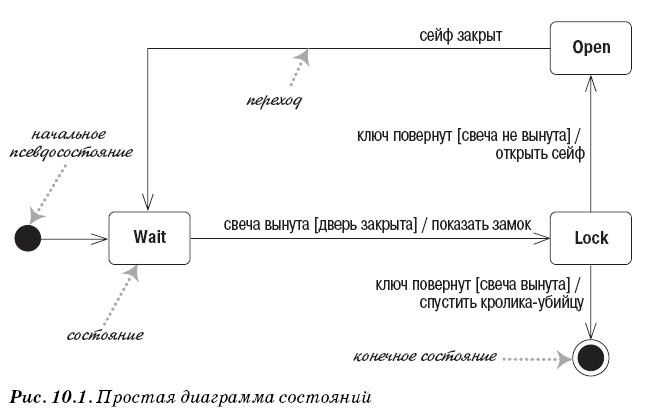 сейф закрыт
Open
переход
ключ повернут [свеча не вынута] /
открыть сейф
начальное
псевдосостояние
Wait
свеча вынута [дверь закрыта] / показать замок
Lock
ключ повернут [свеча вынута] /
спустить кролика-убийцу
состояние
конечное состояние
Рис. 10.1. Простая диаграмма состояний